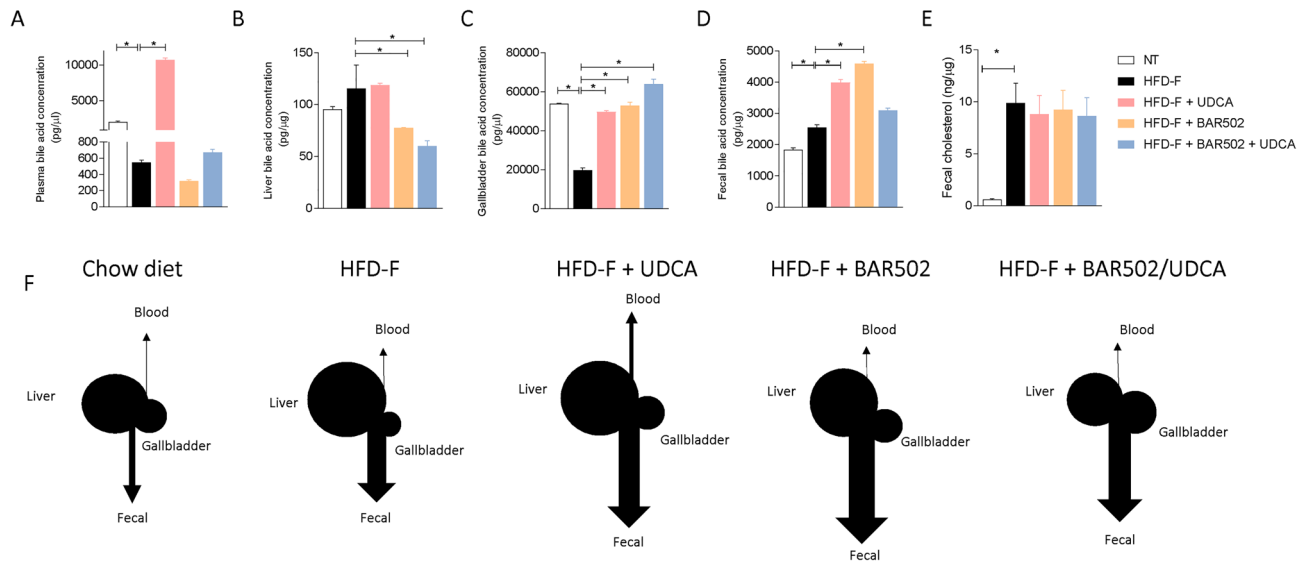 A
Plasma bile acid concenration
(pg/µl)
10000
5000
0
800
600
400
200
0
*
*
B
Liver bile acid concentration
(pg/µg)
150
100
50
0
*
*
C
Gallbladder bile acid concentration
(pg/µl)
80000
60000
40000
20000
0
*
*
*
*
D
Fecal bile acid concentration
(pg/µg)
5000
4000
3000
2000
1000
0
*
*
*
E
Fecal cholesterol (ng/µg)
15
10
5
0
*
NT
HFD-F
HFD-F + UDCA
HFD-F + BAR502
HFD-F + BAR502 + UDCA
F
Chow diet
Blood
Liver
Gallbladder
Fecal
HFD-F
Blood
Liver
Gallbladder
Fecal
HFD-F + UDCA
Blood
Liver
Gallbladder
Fecal
HFD-F + BAR502
Blood
Liver
Gallbladder
Fecal
HFD-F + BAR502/UDCA
Blood
Liver
Gallbladder
Fecal